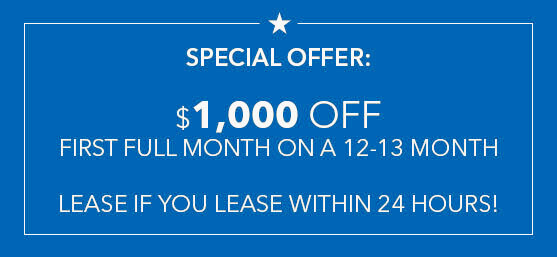 SPECIAL OFFER:
$1,000 OFF
FIRST FULL MONTH ON A 12-13 MONTH
LEASE IF YOU LEASE WITHIN 24 HOURS!